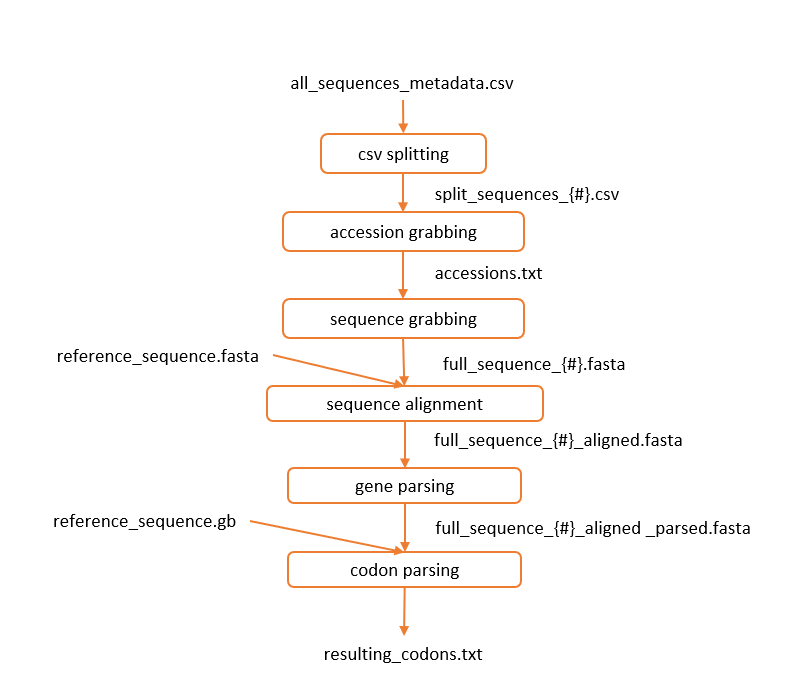 all_sequences_metadata.csv
csv splitting
split_sequences_{#}.csv
accession grabbing
accessions.txt
sequence grabbing
reference_sequence.fasta
full_sequence_{#}.fasta
sequence alignment
full_sequence_{#}_aligned.fasta
gene parsing
reference_sequence.gb
full_sequence_{#}_aligned _parsed.fasta
codon parsing
resulting_codons.txt